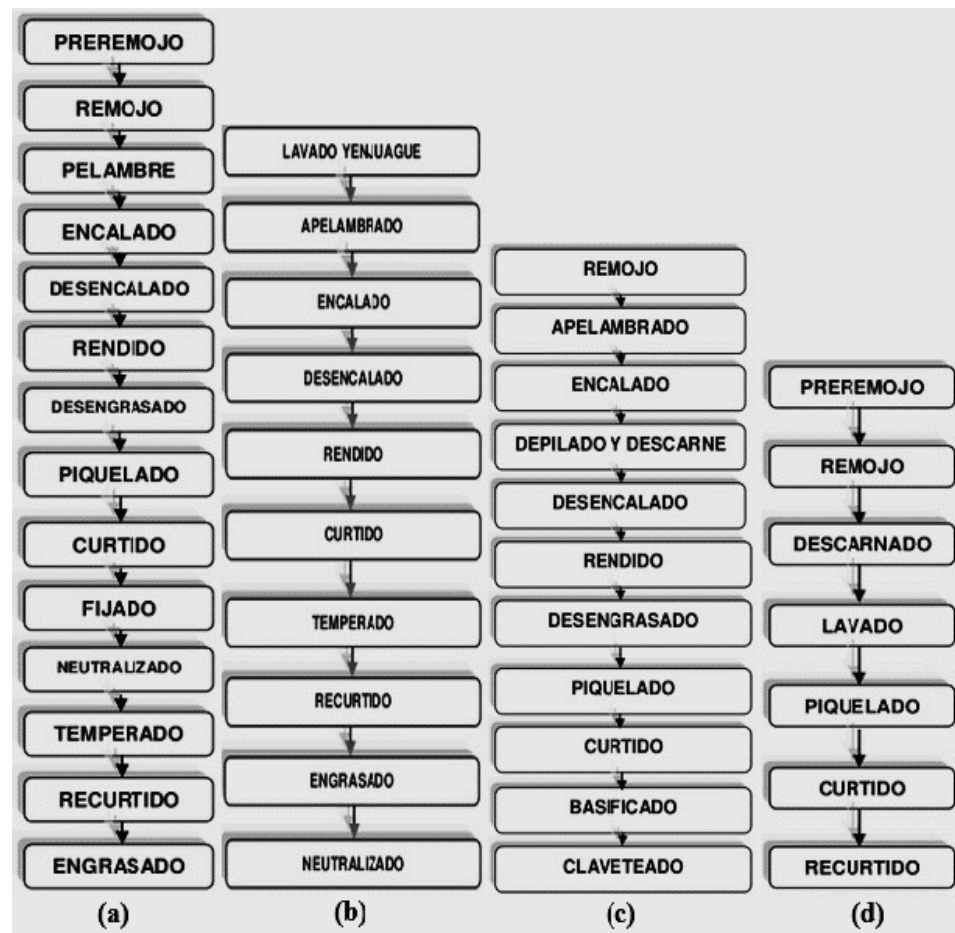 PREREMOJO
REMOJO
PELAMBRE
ENCALADO
DESENCALADO
RENDIDO
DESENGRASADO
PIQUELADO
CURTIDO
FIJADO
NEUTRALIZADO
TEMPERADO
RECURTIDO
ENGRASADO
(a)
LAVADO YENJUAGUE
APELAMBRADO
ENCALADO
DESENCALADO
RENDIDO
CURTIDO
TEMPERADO
RECURTIDO
ENGRASADO
NEUTRALIZADO
(b)
REMOJO
APELAMBRADO
ENCALADO
DEPILADO Y DESCARNE
DESENCALADO
RENDIDO
DESENGRASADO
PIQUELADO
CURTIDO
BASIFICADO
CLAVETEADO
(c)
PREREMOJO
REMOJO
DESCARNADO
LAVADO
PIQUELADO
CURTIDO
RECURTIDO
(d)